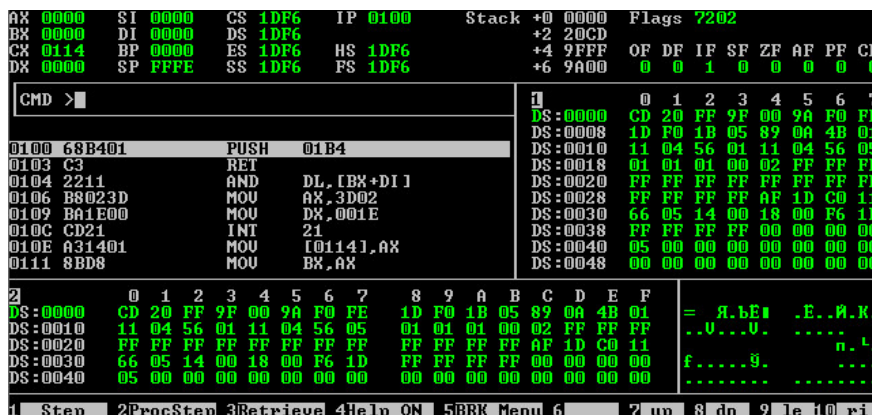 AX 0000 SI 0000 CS 1DF6 IP 0100 Stack +0 0000 Flags 7202
BX 0000 DI 0000 DS 1DF6 +2 20CD
CX 0114 BP 0000 ES 1DF6 HS 1DF6 +4 9FFF OF DF IF SF ZF AF PF
DX 0000 SP FFFE SS 1DF6 FS 1DF6 +6 9A00 0 0 1 0 0 0 0
CMD >
1 0 1 2 3 4 5 6
DS:0000 CD 20 FF 9F 00 9A F0
DS:0008 1D F0 1B 05 89 0A 4B
0100 68B401 PUSH 01B4 DS:0010 11 04 56 01 11 04 56
0103 C3 RET DS:0018 01 01 01 00 02 FF FF
0104 2211 AND DL,[BX+DI] DS:0020 FF FF FF FF FF FF FF
0106 B8023D MOV AX,3D02 DS:0028 FF FF FF FF AF 1D C0
0109 BA1E00 MOV DX,001E DS:0030 66 05 14 00 18 00 F6
010C CD21 INT 21 DS:0038 FF FF FF FF 00 00 00
010E A31401 MOV [0114],AX DS:0040 05 00 00 00 00 00 00
0111 8BD8 MOV BX,AX DS:0048 00 00 00 00 00 00 00
2 0 1 2 3 4 5 6 7 8 9 A B C D E F
DS:0000 CD 20 FF 9F 00 9A F0 FE 1D F0 1B 05 89 0A 4B 01 = Я.ЪЁ■ .Ё..Й.К
DS:0010 11 04 56 01 11 04 56 05 01 01 01 00 02 FF FF FF ..V...V. .....
DS:0020 FF FF FF FF FF FF FF FF FF FF FF FF AF 1D C0 11 п.└
DS:0030 66 05 14 00 18 00 F6 1D FF FF FF FF 00 00 00 00 f.....ў. ....
DS:0040 05 00 00 00 00 00 00 00 00 00 00 00 00 00 00 00 ........ ........
1 Step 2ProcStep 3Retrieve 4Help ON 5BRK Menu 6 7 up 8 dn 9 le 10 ri